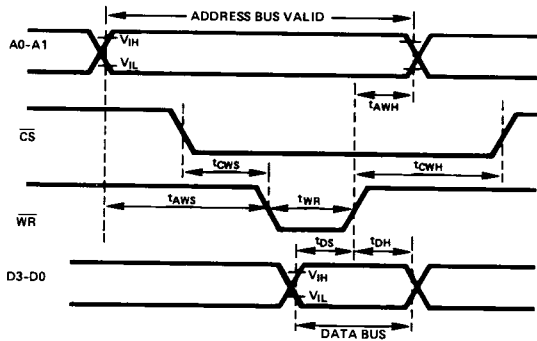 ADDRESS BUS VALID
A0-A1
VIH
VIL
tAWH
CS
tCWS
tCWH
tAWS
tWR
WR
tDS
tDH
D3-D0
VIH
VIL
DATA BUS